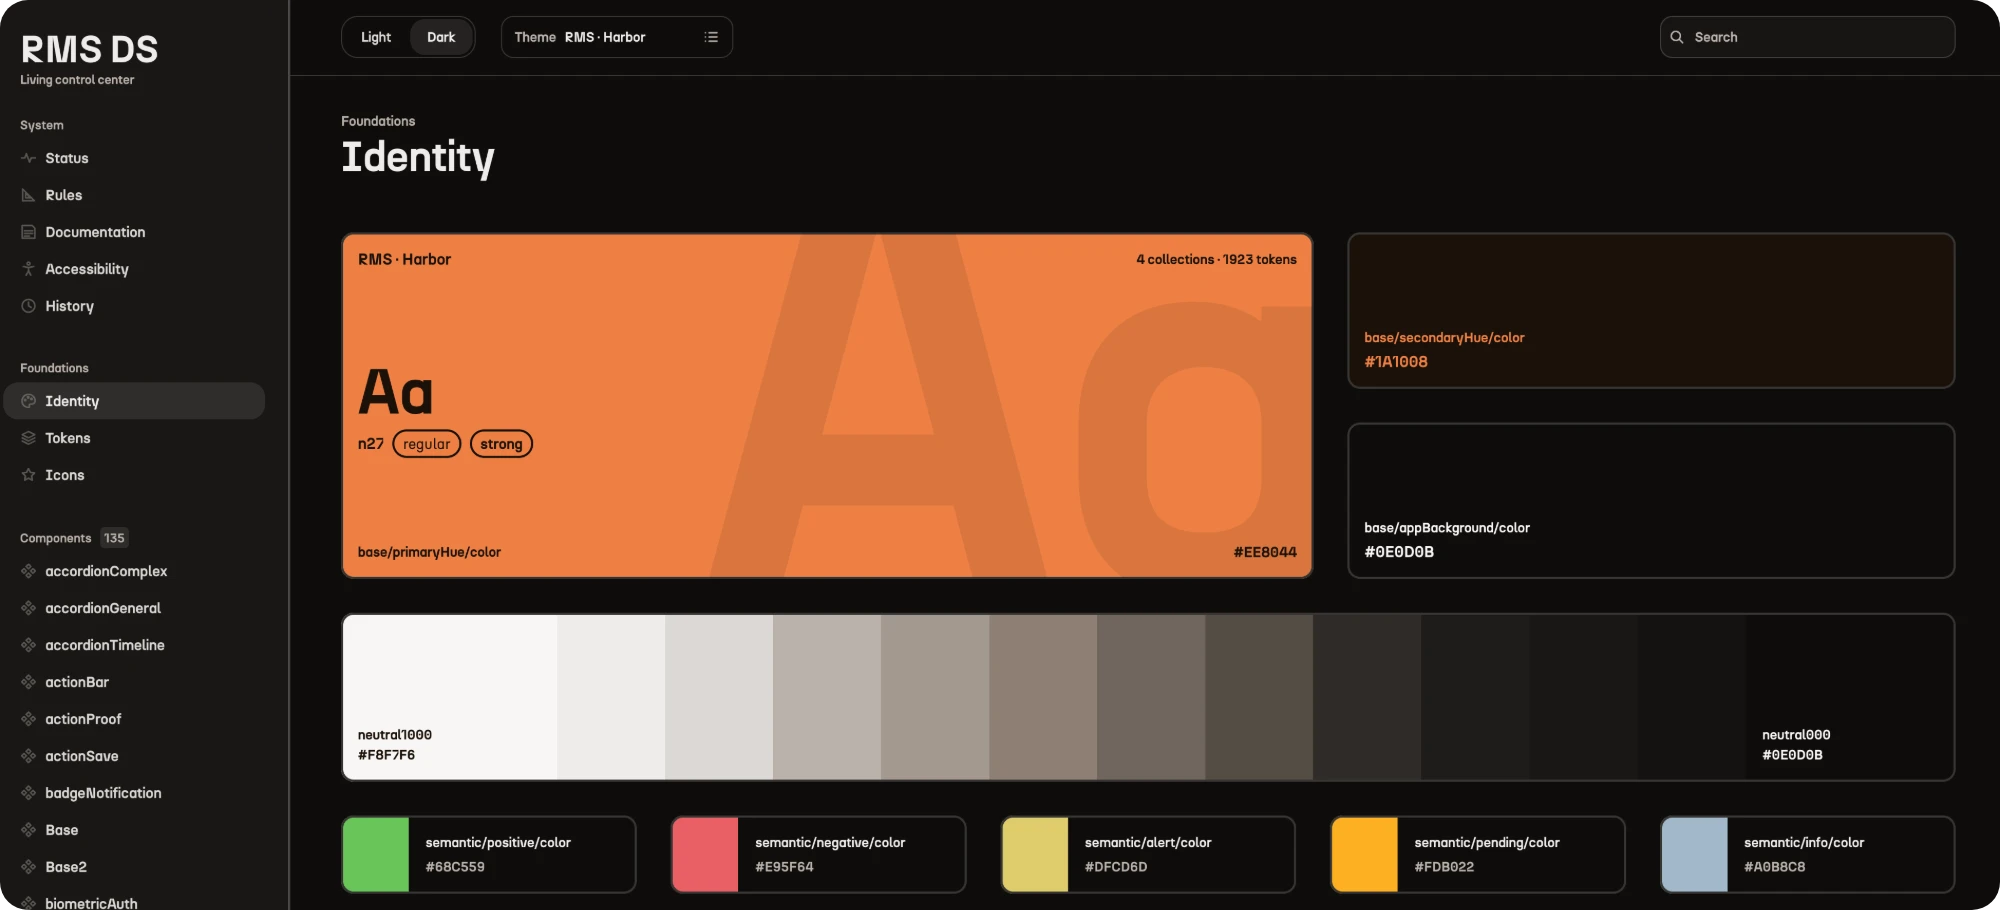 RMS DS
Living control center
System
Status
Rules
Documentation
Accessibility
History
Foundations
Identity
Tokens
Icons
Components 135
accordionComplex
accordionGeneral
accordionTimeline
actionBar
actionProof
actionSave
badgeNotification
Base
Base2
biometricAuth
Light
Dark
Theme RMS · Harbor
Search
Foundations
Identity
RMS · Harbor
4 collections · 1923 tokens
Aa
Aa
n27 regular strong
base/primaryHue/color
#EE8044
base/secondaryHue/color
#1A1008
base/appBackground/color
#0E0D0B
neutral1000
#F8F7F6
neutral000
#0E0D0B
semantic/positive/color
#68C559
semantic/negative/color
#E95F64
semantic/alert/color
#DFCD6D
semantic/pending/color
#FDB022
semantic/info/color
#A0B8C8